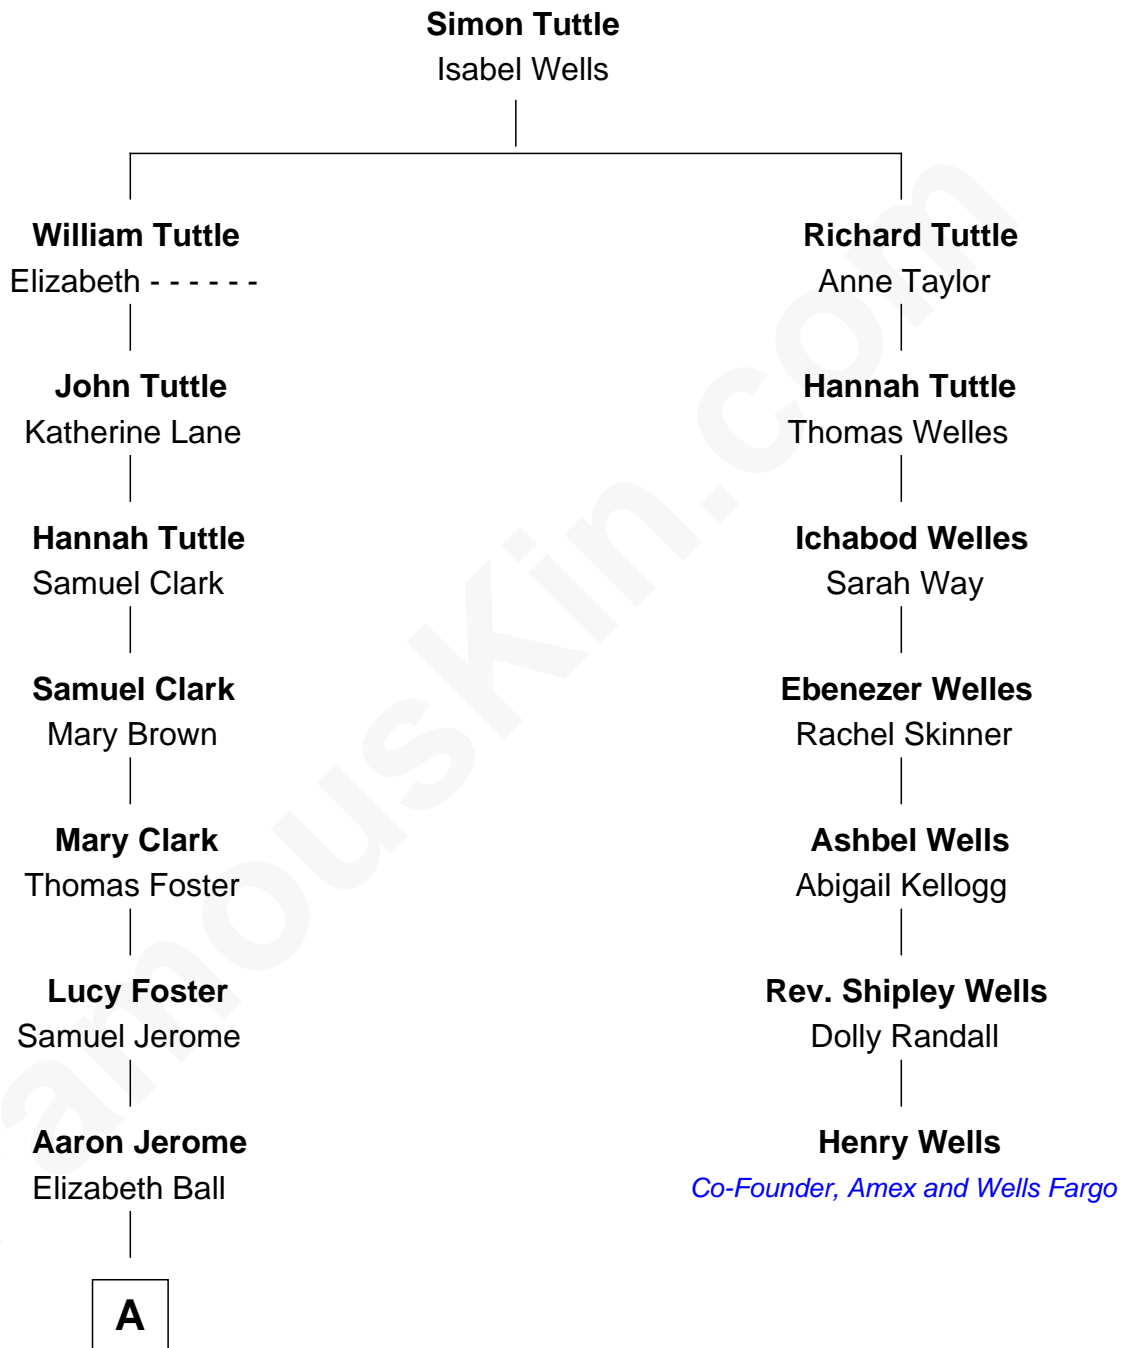 Simon Tuttle
Isabel Wells
William Tuttle
Elizabeth - - - - - -
John Tuttle
Katherine Lane
Hannah Tuttle
Samuel Clark
Samuel Clark
Mary Brown
Mary Clark
Thomas Foster
Lucy Foster
Samuel Jerome
Aaron Jerome
Elizabeth Ball
A
Richard Tuttle
Anne Taylor
Hannah Tuttle
Thomas Welles
Ichabod Welles
Sarah Way
Ebenezer Welles
Rachel Skinner
Ashbel Wells
Abigail Kellogg
Rev. Shipley Wells
Dolly Randall
Henry Wells
Co-Founder, Amex and Wells Fargo
amousKin.com